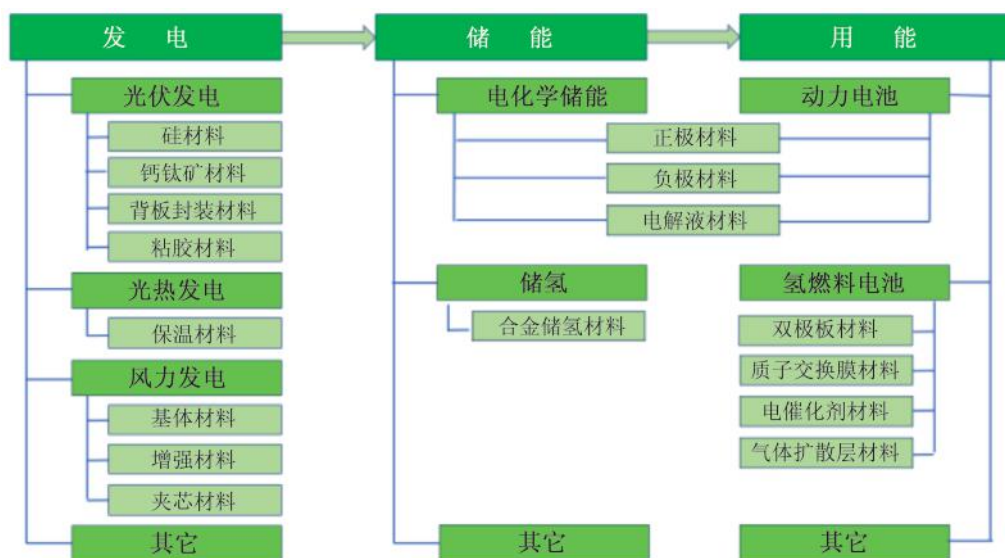 发 电
储 能
用 能
光伏发电
硅材料
钙钛矿材料
背板封装材料
粘胶材料
光热发电
保温材料
风力发电
基体材料
增强材料
夹芯材料
其它
电化学储能
动力电池
正极材料
负极材料
电解液材料
储氢
合金储氢材料
其它
氢燃料电池
双极板材料
质子交换膜材料
电催化剂材料
气体扩散层材料
其它